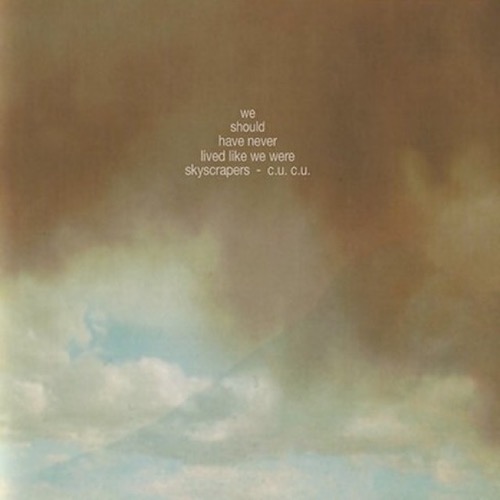 we
should
have never
lived like we were
skyscrapers - c.u. c.u.